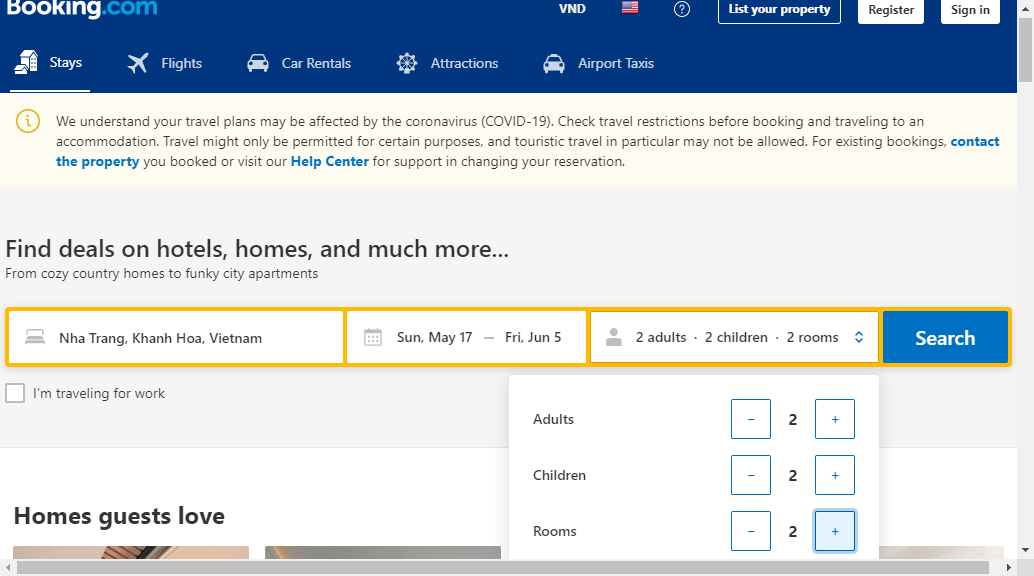 Booking.com
VND
?
List your property
Register
Sign in
Stays
Flights
Car Rentals
Attractions
Airport Taxis
We understand your travel plans may be affected by the coronavirus (COVID-19). Check travel restrictions before booking and traveling to an
accommodation. Travel might only be permitted for certain purposes, and touristic travel in particular may not be allowed. For existing bookings, contact
the property you booked or visit our Help Center for support in changing your reservation.
Find deals on hotels, homes, and much more...
From cozy country homes to funky city apartments
Nha Trang, Khanh Hoa, Vietnam
Sun, May 17 — Fri, Jun 5
2 adults · 2 children · 2 rooms
Search
I'm traveling for work
Adults − 2 +
Children − 2 +
Rooms − 2 +
Homes guests love